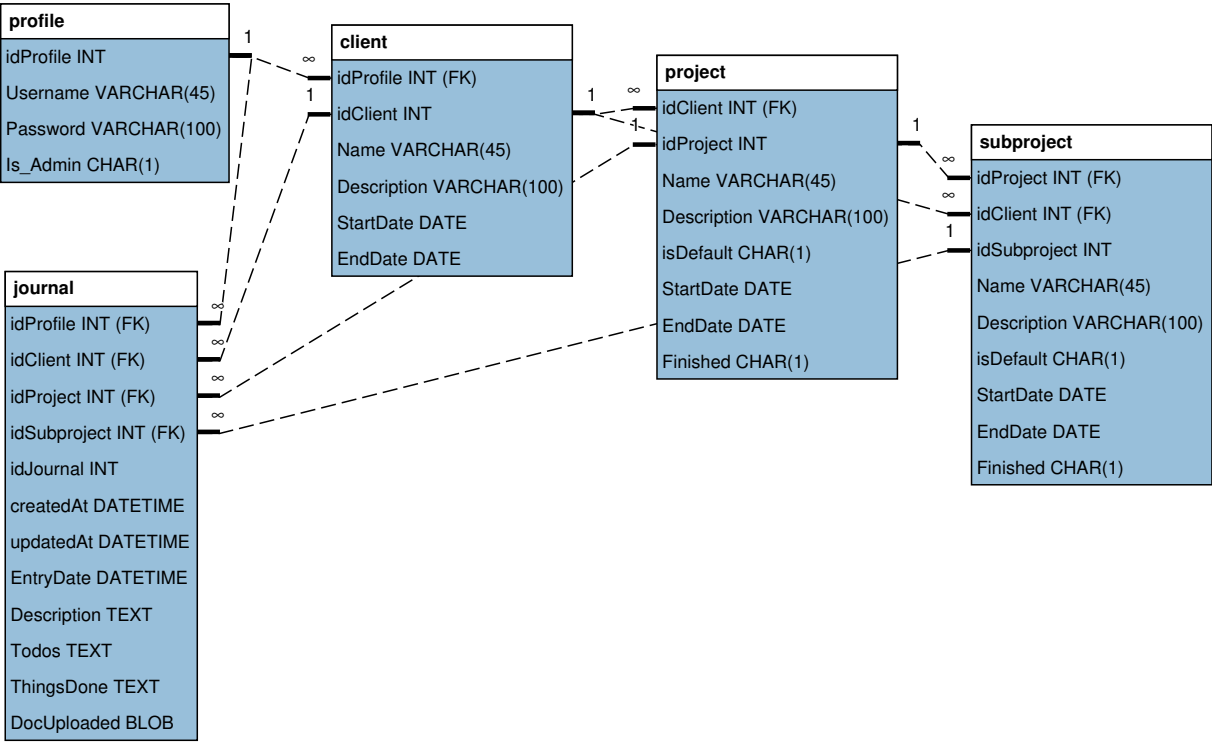 profile
idProfile INT
Username VARCHAR(45)
Password VARCHAR(100)
Is_Admin CHAR(1)
1
∞
client
idProfile INT (FK)
idClient INT
Name VARCHAR(45)
Description VARCHAR(100)
StartDate DATE
EndDate DATE
1
1
∞
1
project
idClient INT (FK)
idProject INT
Name VARCHAR(45)
Description VARCHAR(100)
isDefault CHAR(1)
StartDate DATE
EndDate DATE
Finished CHAR(1)
1
∞
∞
1
subproject
idProject INT (FK)
idClient INT (FK)
idSubproject INT
Name VARCHAR(45)
Description VARCHAR(100)
isDefault CHAR(1)
StartDate DATE
EndDate DATE
Finished CHAR(1)
journal
idProfile INT (FK)
idClient INT (FK)
idProject INT (FK)
idSubproject INT (FK)
idJournal INT
createdAt DATETIME
updatedAt DATETIME
EntryDate DATETIME
Description TEXT
Todos TEXT
ThingsDone TEXT
DocUploaded BLOB
∞
∞
∞
∞